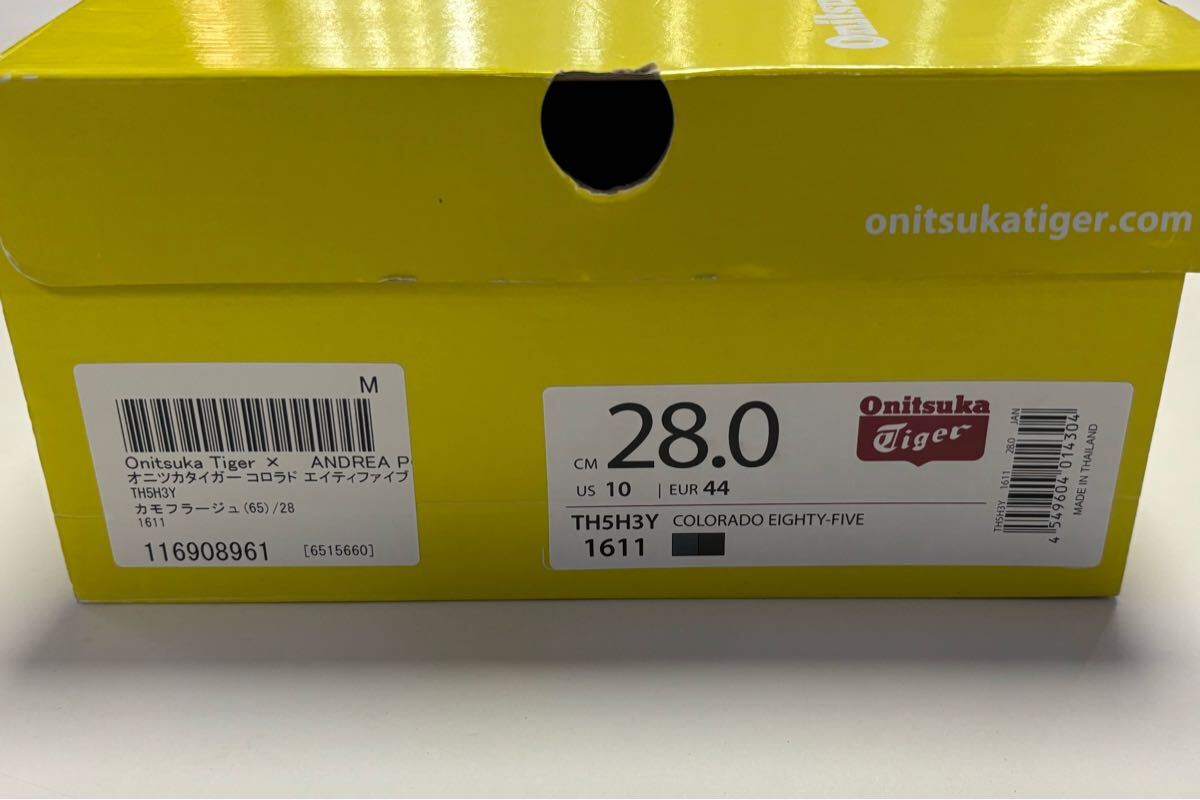 Onitsuka
onitsukatiger.com
M
Onitsuka Tiger × ANDREA P
オニツカタイガー コロラド エイティファイブ
TH5H3Y
カモフラージュ(65)/28
1611
116908961 [6515660]
CM 28.0
US 10 | EUR 44
TH5H3Y COLORADO EIGHTY-FIVE
1611
Onitsuka
Tiger
TH5H3Y 1611 28.0 JAN
4 549604 014304
MADE IN THAILAND